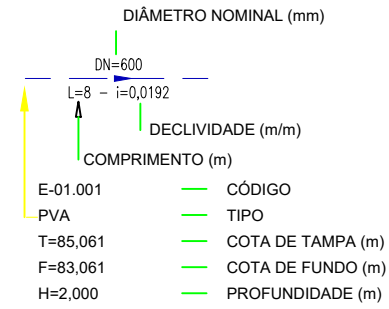 DIÂMETRO NOMINAL (mm)
DN=600
L=8 - i=0,0192
DECLIVIDADE (m/m)
COMPRIMENTO (m)
E-01.001 CÓDIGO
PVA TIPO
T=85,061 COTA DE TAMPA (m)
F=83,061 COTA DE FUNDO (m)
H=2,000 PROFUNDIDADE (m)